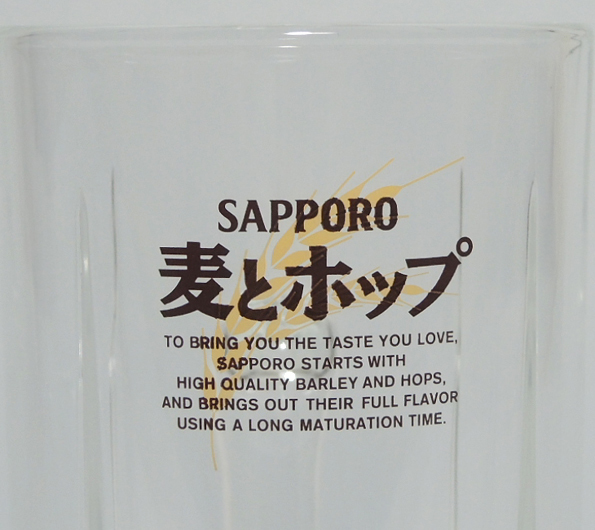 SAPPORO
麦とホップ
TO BRING YOU THE TASTE YOU LOVE,
SAPPORO STARTS WITH
HIGH QUALITY BARLEY AND HOPS,
AND BRINGS OUT THEIR FULL FLAVOR
USING A LONG MATURATION TIME.